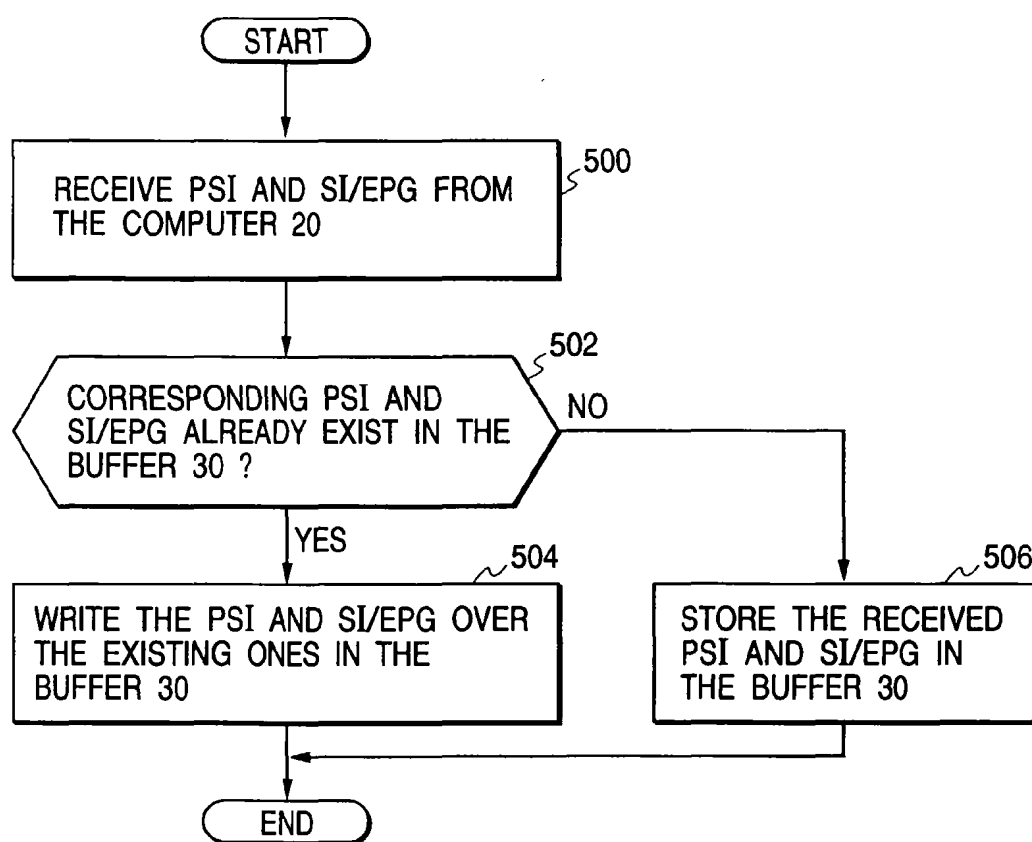 START
500
RECEIVE PSI AND SI/EPG FROM
THE COMPUTER 20
502
CORRESPONDING PSI AND
SI/EPG ALREADY EXIST IN THE
BUFFER 30 ?
NO
YES
504
WRITE THE PSI AND SI/EPG OVER
THE EXISTING ONES IN THE
BUFFER 30
506
STORE THE RECEIVED
PSI AND SI/EPG IN
THE BUFFER 30
END